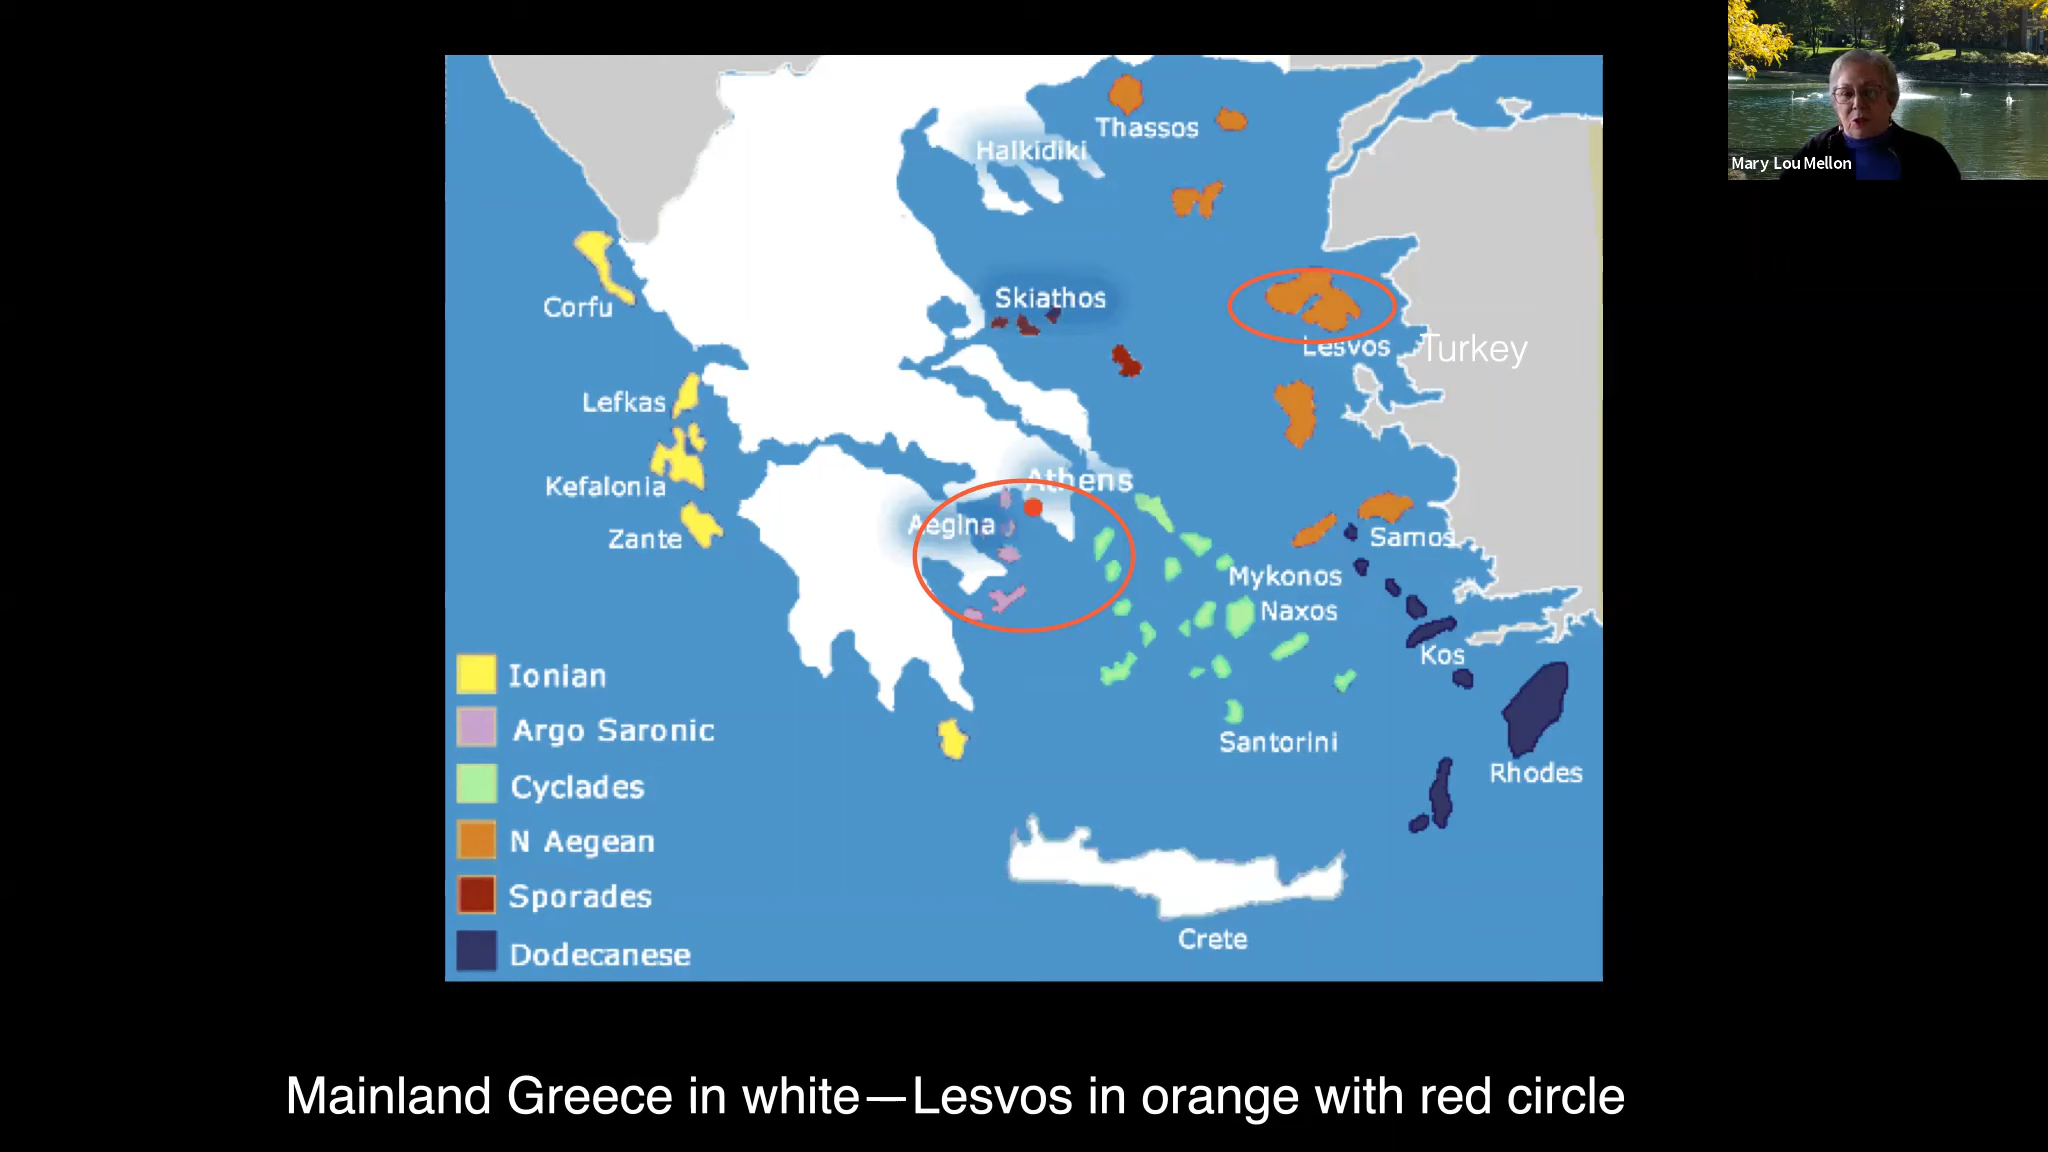 Mary Lou Mellon
Thassos
Halkidiki
Skiathos
Corfu
Lesvos
Turkey
Lefkas
Athens
Kefalonia
Aegina
Zante
Samos
Mykonos
Naxos
Kos
Santorini
Rhodes
Crete
Ionian
Argo Saronic
Cyclades
N Aegean
Sporades
Dodecanese
Mainland Greece in white—Lesvos in orange with red circle